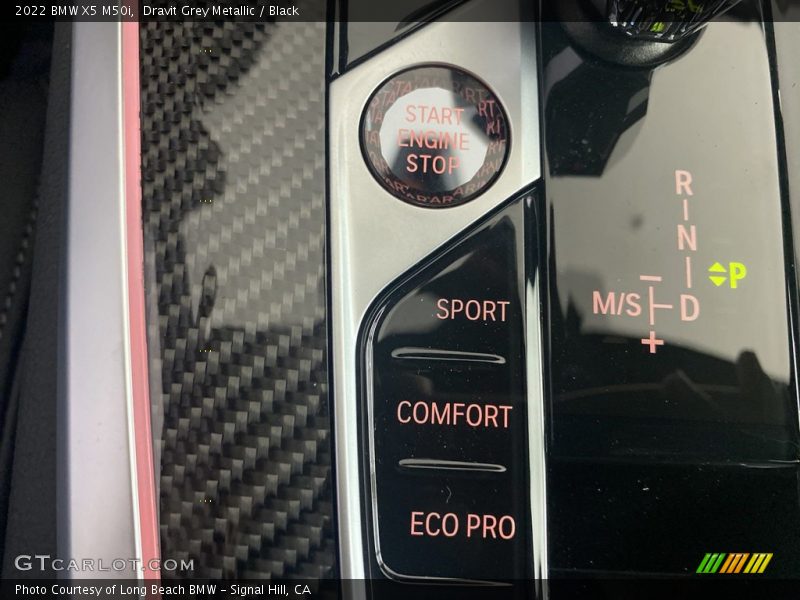 2022 BMW X5 M50i, Dravit Grey Metallic / Black
START
ENGINE
STOP
R
N
P
M/S
D
+
SPORT
COMFORT
ECO PRO
GTCARLOT.COM
Photo Courtesy of Long Beach BMW - Signal Hill, CA